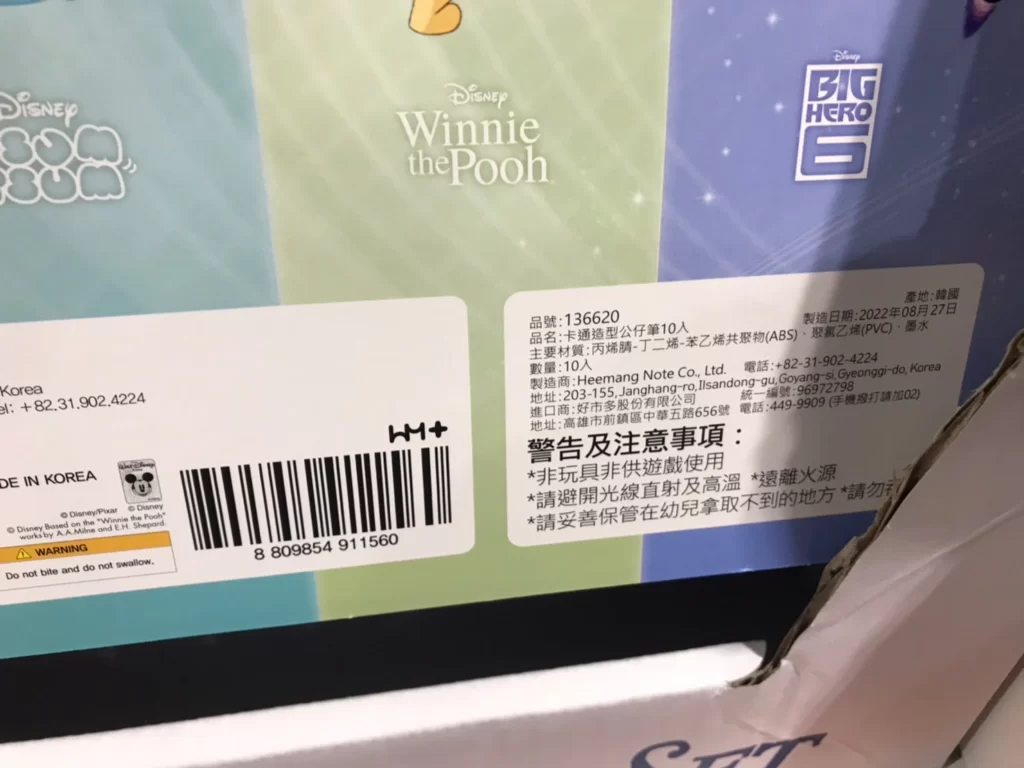 Disney
Disney
Winnie
the Pooh
Disney
BIG
HERO
6
Korea
el: +82.31.902.4224
DE IN KOREA
© Disney/Pixar © Disney
© Disney Based on the "Winnie the Pooh"
works by A.A.Milne and E.H. Shepard.
WARNING
Do not bite and do not swallow.
8 809854 911560
品號:136620 產地:韓國
品名:卡通造型公仔筆10入 製造日期:2022年08月27日
主要材質:丙烯腈-丁二烯-苯乙烯共聚物(ABS)、聚氯乙烯(PVC)、墨水
數量:10入
製造商:Heemang Note Co., Ltd. 電話:+82-31-902-4224
地址:203-155,Janghang-ro,Ilsandong-gu,Goyang-si,Gyeonggi-do, Korea
進口商:好市多股份有限公司 統一編號:96972798
地址:高雄市前鎮區中華五路656號 電話:449-9909 (手機撥打請加02)
警告及注意事項：
*非玩具非供遊戲使用
*請避開光線直射及高溫 *遠離火源
*請妥善保管在幼兒拿取不到的地方 *請勿
SET